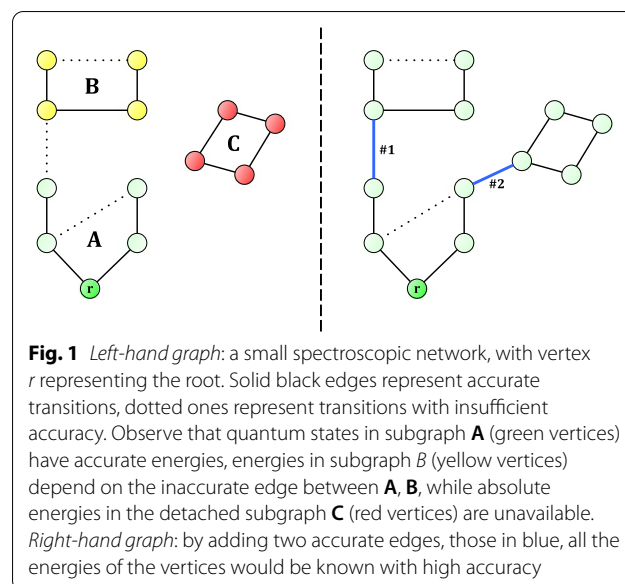 B
C
#1
#2
A
r
r
Fig. 1 Left-hand graph: a small spectroscopic network, with vertex
r representing the root. Solid black edges represent accurate
transitions, dotted ones represent transitions with insufficient
accuracy. Observe that quantum states in subgraph A (green vertices)
have accurate energies, energies in subgraph B (yellow vertices)
depend on the inaccurate edge between A, B, while absolute
energies in the detached subgraph C (red vertices) are unavailable.
Right-hand graph: by adding two accurate edges, those in blue, all the
energies of the vertices would be known with high accuracy